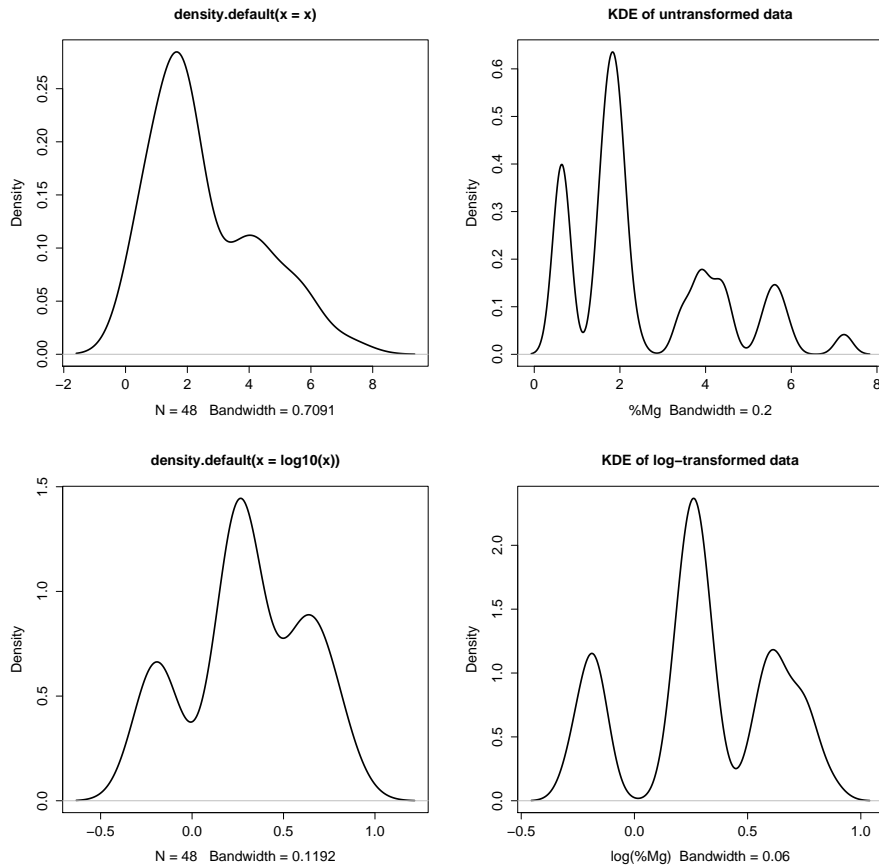 density.default(x = x)
Density
0.00
0.05
0.10
0.15
0.20
0.25
−2 0 2 4 6 8
N = 48 Bandwidth = 0.7091
KDE of untransformed data
Density
0.0
0.1
0.2
0.3
0.4
0.5
0.6
0 2 4 6 8
%Mg Bandwidth = 0.2
density.default(x = log10(x))
Density
0.0
0.5
1.0
1.5
−0.5 0.0 0.5 1.0
N = 48 Bandwidth = 0.1192
KDE of log−transformed data
Density
0.0
0.5
1.0
1.5
2.0
−0.5 0.0 0.5 1.0
log(%Mg) Bandwidth = 0.06